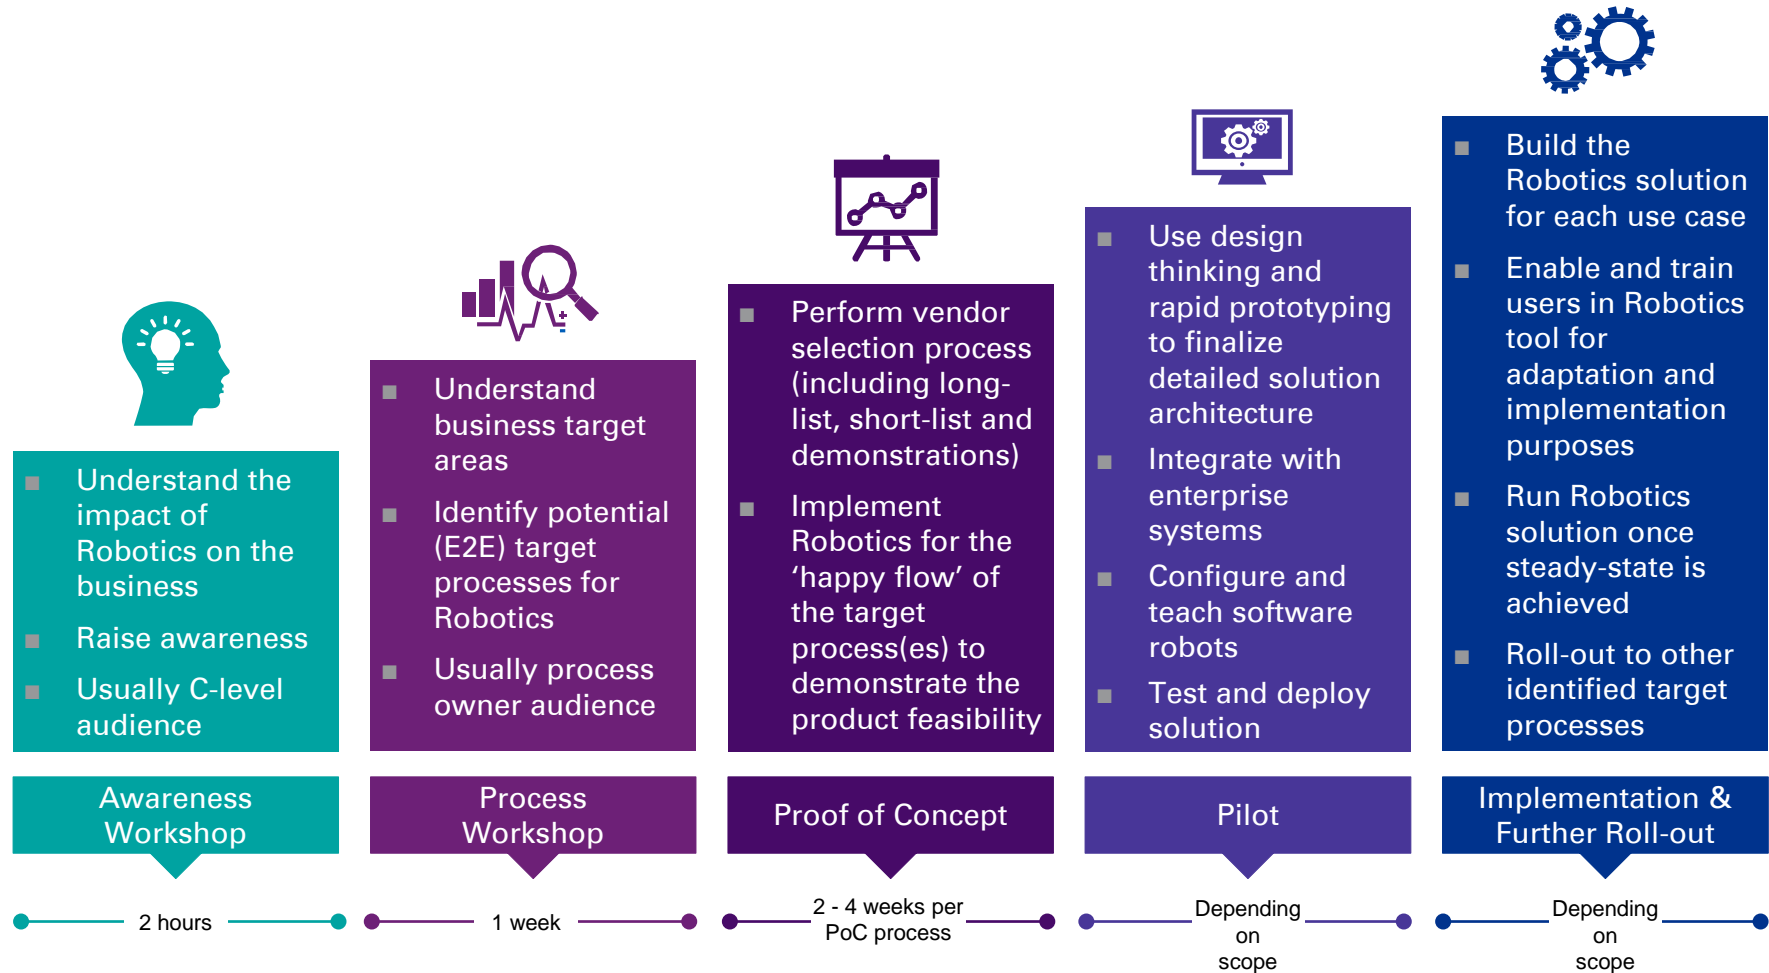 Understand the
impact of
Robotics on the
business
Raise awareness
Usually C-level
audience
Awareness
Workshop
2 hours
Understand
business target
areas
Identify potential
(E2E) target
processes for
Robotics
Usually process
owner audience
Process
Workshop
1 week
Perform vendor
selection process
(including long-
list, short-list and
demonstrations)
Implement
Robotics for the
‘happy flow’ of
the target
process(es) to
demonstrate the
product feasibility
Proof of Concept
2 - 4 weeks per
PoC process
Use design
thinking and
rapid prototyping
to finalize
detailed solution
architecture
Integrate with
enterprise
systems
Configure and
teach software
robots
Test and deploy
solution
Pilot
Depending
on
scope
Build the
Robotics solution
for each use case
Enable and train
users in Robotics
tool for
adaptation and
implementation
purposes
Run Robotics
solution once
steady-state is
achieved
Roll-out to other
identified target
processes
Implementation &
Further Roll-out
Depending
on
scope